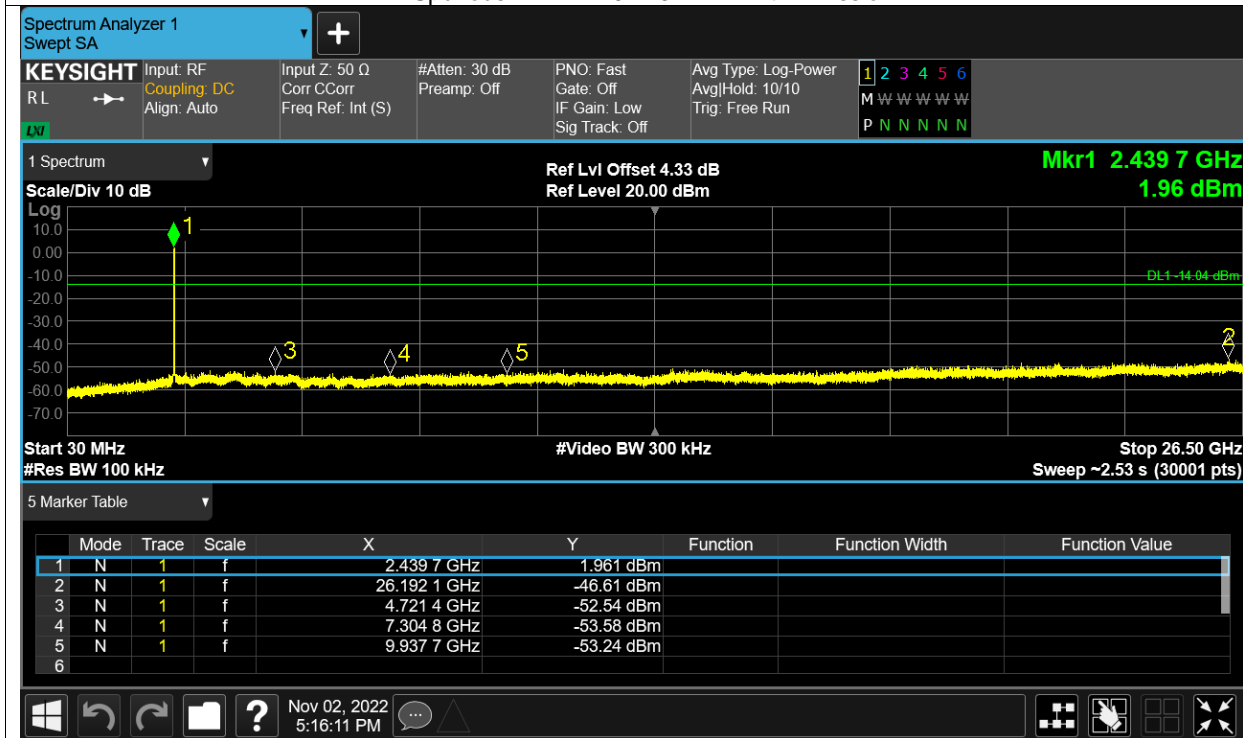 Spectrum Analyzer 1
Swept SA
+
KEYSIGHT
R L
LXI
Input: RF
Coupling: DC
Align: Auto
Input Z: 50 Ω
Corr CCorr
Freq Ref: Int (S)
#Atten: 30 dB
Preamp: Off
PNO: Fast
Gate: Off
IF Gain: Low
Sig Track: Off
Avg Type: Log-Power
Avg|Hold: 10/10
Trig: Free Run
1 2 3 4 5 6
M W W W W W W
P N N N N N N
1 Spectrum
Scale/Div 10 dB
Ref Lvl Offset 4.33 dB
Ref Level 20.00 dBm
Mkr1 2.439 7 GHz
1.96 dBm
Log
10.0
0.00
-10.0
-20.0
-30.0
-40.0
-50.0
-60.0
-70.0
1
DL1 -14.04 dBm
3
4
5
2
Start 30 MHz
#Res BW 100 kHz
#Video BW 300 kHz
Stop 26.50 GHz
Sweep ~2.53 s (30001 pts)
5 Marker Table
Mode Trace Scale X Y Function Function Width Function Value
1 N 1 f 2.439 7 GHz 1.961 dBm
2 N 1 f 26.192 1 GHz -46.61 dBm
3 N 1 f 4.721 4 GHz -52.54 dBm
4 N 1 f 7.304 8 GHz -53.58 dBm
5 N 1 f 9.937 7 GHz -53.24 dBm
6
?
Nov 02, 2022
5:16:11 PM